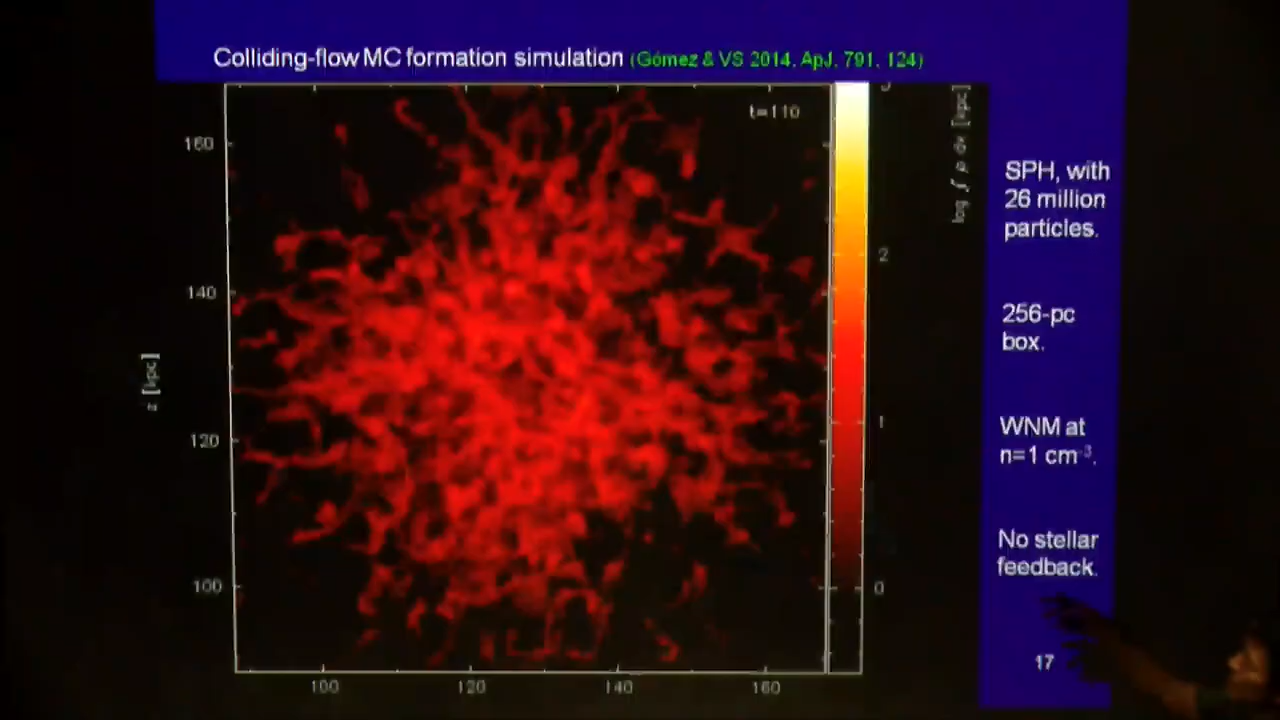 Colliding-flow MC formation simulation (Gómez & VS 2014, ApJ, 791, 124)
t=110
160
140
120
100
100
120
140
160
3
2
1
0
SPH, with
26 million
particles.
256-pc
box.
WNM at
n=1 cm-3.
No stellar
feedback.
17